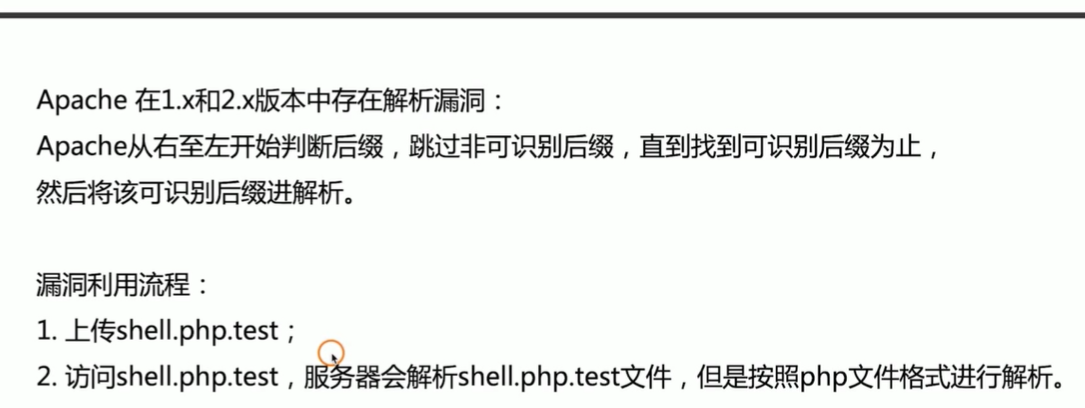 Apache 在1.x和2.x版本中存在解析漏洞：
Apache从右至左开始判断后缀，跳过非可识别后缀，直到找到可识别后缀为止，
然后将该可识别后缀进解析。
漏洞利用流程：
1. 上传shell.php.test；
2. 访问shell.php.test，服务器会解析shell.php.test文件，但是按照php文件格式进行解析。